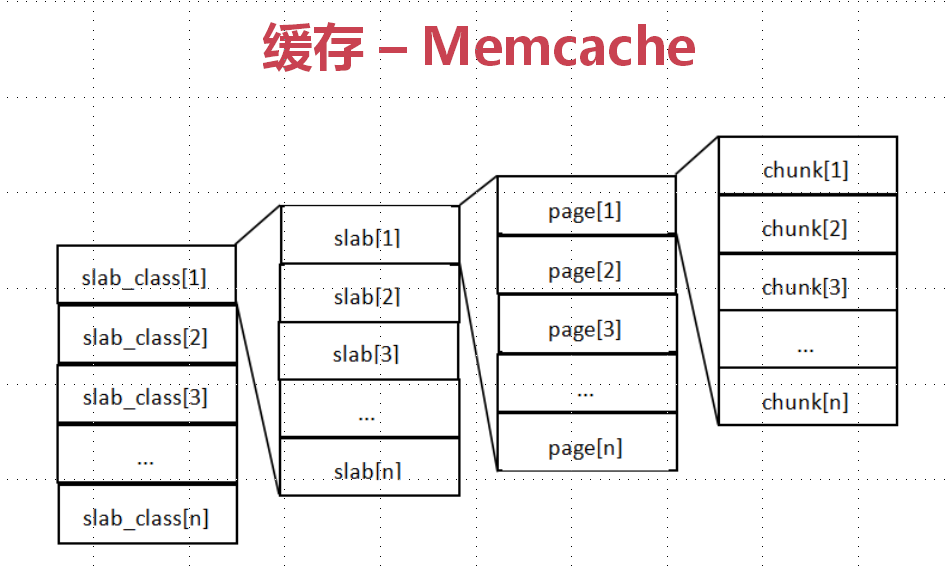 缓存 – Memcache
slab_class[1]
slab_class[2]
slab_class[3]
...
slab_class[n]
slab[1]
slab[2]
slab[3]
...
slab[n]
page[1]
page[2]
page[3]
...
page[n]
chunk[1]
chunk[2]
chunk[3]
...
chunk[n]